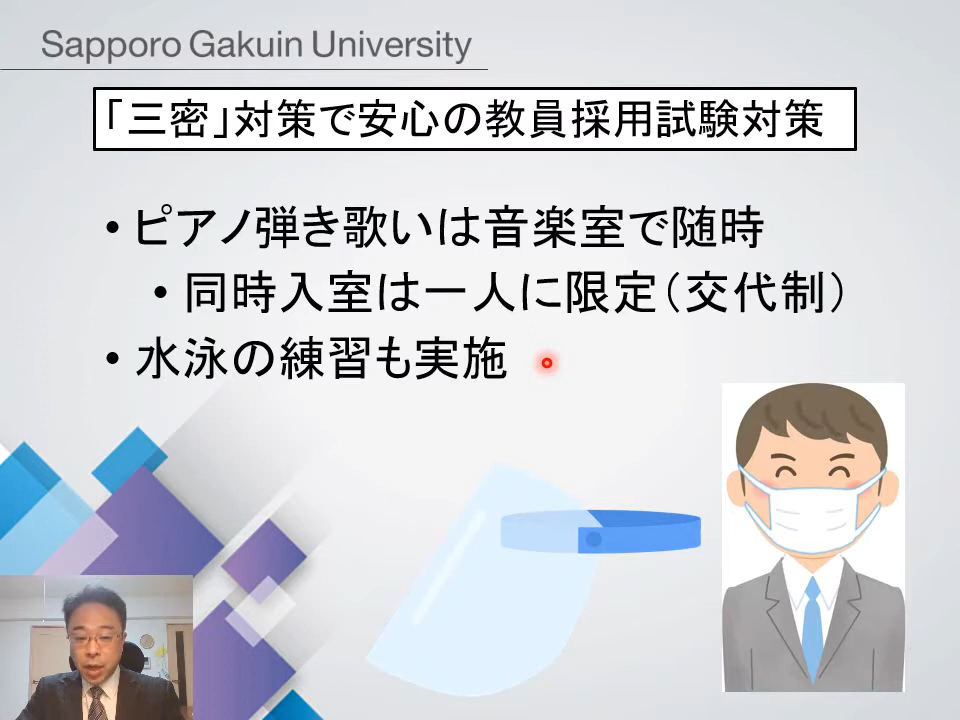 Sapporo Gakuin University
「三密」対策で安心の教員採用試験対策
• ピアノ弾き歌いは音楽室で随時
• 同時入室は一人に限定（交代制）
• 水泳の練習も実施